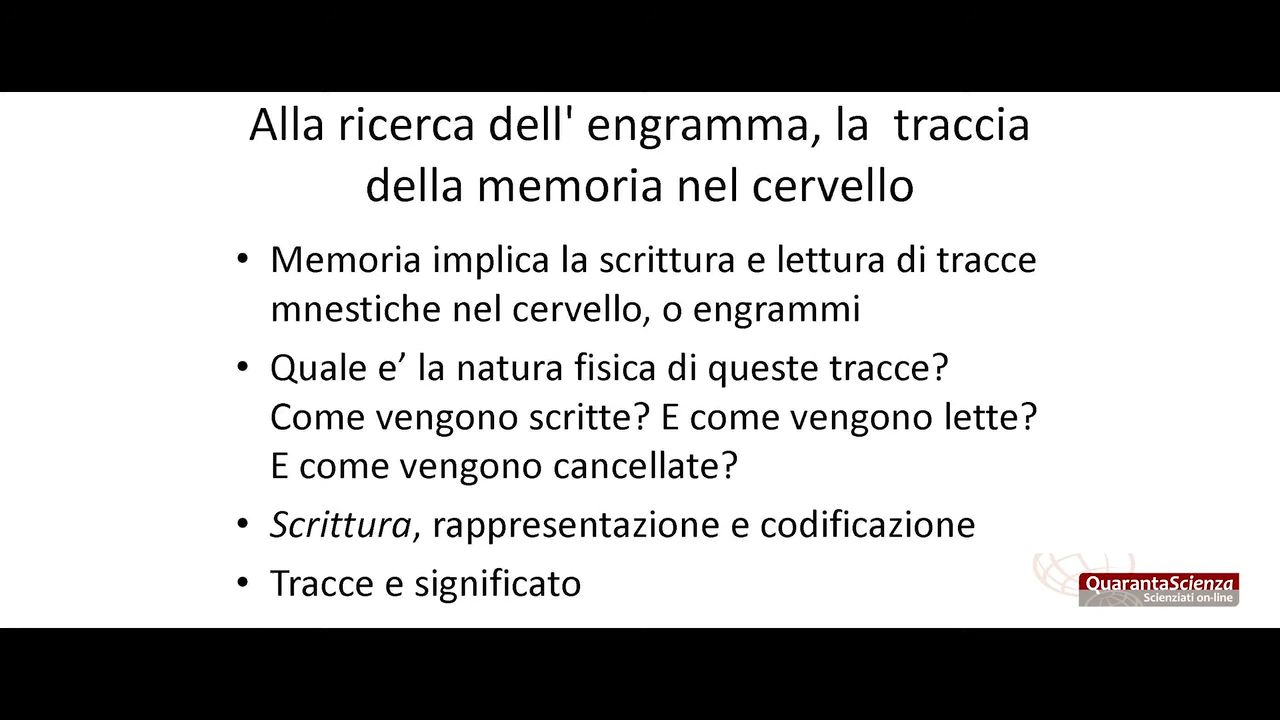 Alla ricerca dell' engramma, la  traccia
della memoria nel cervello
• Memoria implica la scrittura e lettura di tracce
mnestiche nel cervello, o engrammi
• Quale e’ la natura fisica di queste tracce?
Come vengono scritte? E come vengono lette?
E come vengono cancellate?
• Scrittura, rappresentazione e codificazione
• Tracce e significato
QuarantaScienza
Scienziati on-line